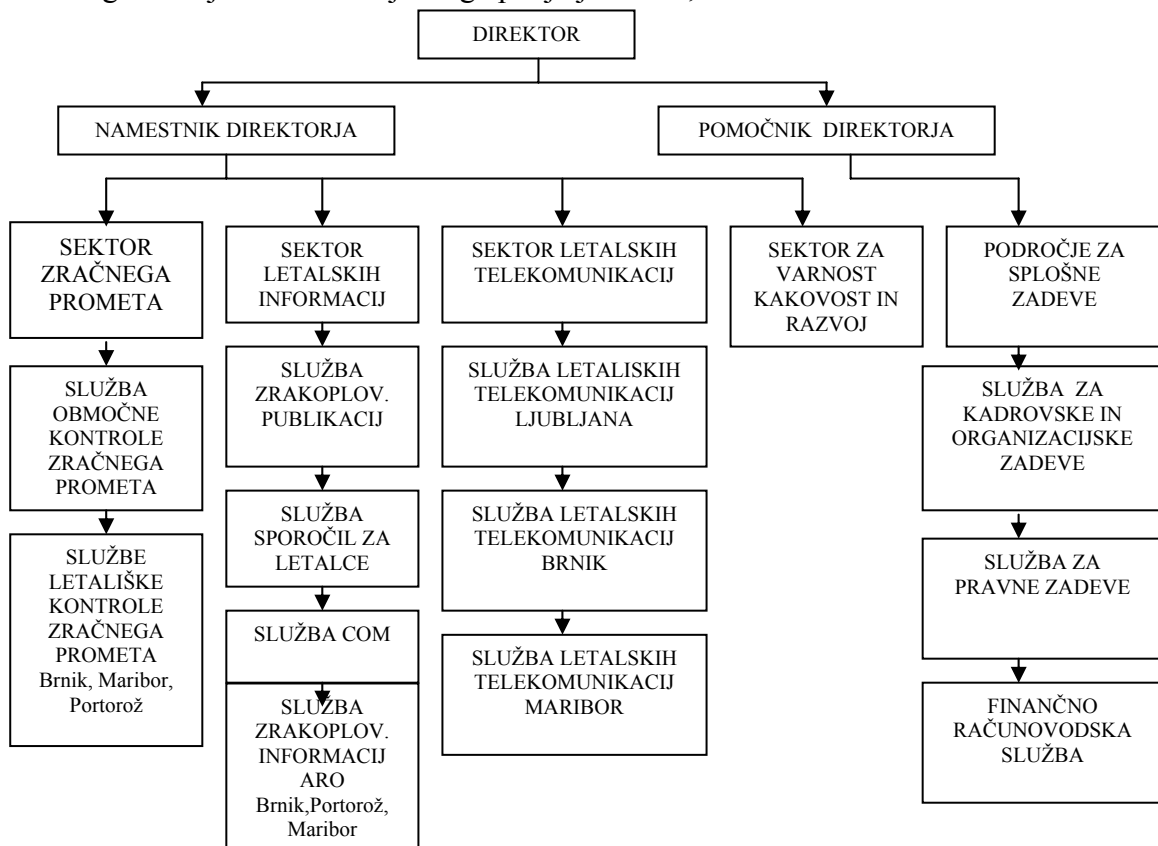 DIREKTOR
NAMESTNIK DIREKTORJA
POMOČNIK DIREKTORJA
SEKTOR
ZRAČNEGA
PROMETA
SEKTOR
LETALSKIH
INFORMACIJ
SEKTOR LETALSKIH
TELEKOMUNIKACIJ
SEKTOR ZA
VARNOST
KAKOVOST IN
RAZVOJ
PODROČJE ZA
SPLOŠNE
ZADEVE
SLUŽBA
OBMOČNE
KONTROLE
ZRAČNEGA
PROMETA
SLUŽBA
ZRAKOPLOV.
PUBLIKACIJ
SLUŽBA LETALISKIH
TELEKOMUNIKACIJ
LJUBLJANA
SLUŽBA ZA
KADROVSKE IN
ORGANIZACIJSKE
ZADEVE
SLUŽBE
LETALIŠKE
KONTROLE
ZRAČNEGA
PROMETA
Brnik, Maribor,
Portorož
SLUŽBA
SPOROČIL ZA
LETALCE
SLUŽBA LETALSKIH
TELEKOMUNIKACIJ
BRNIK
SLUŽBA ZA
PRAVNE ZADEVE
SLUŽBA COM
SLUŽBA LETALSKIH
TELEKOMUNIKACIJ
MARIBOR
SLUŽBA
ZRAKOPLOV.
INFORMACIJ
ARO
Brnik,Portorož,
Maribor
FINANČNO
RAČUNOVODSKA
SLUŽBA